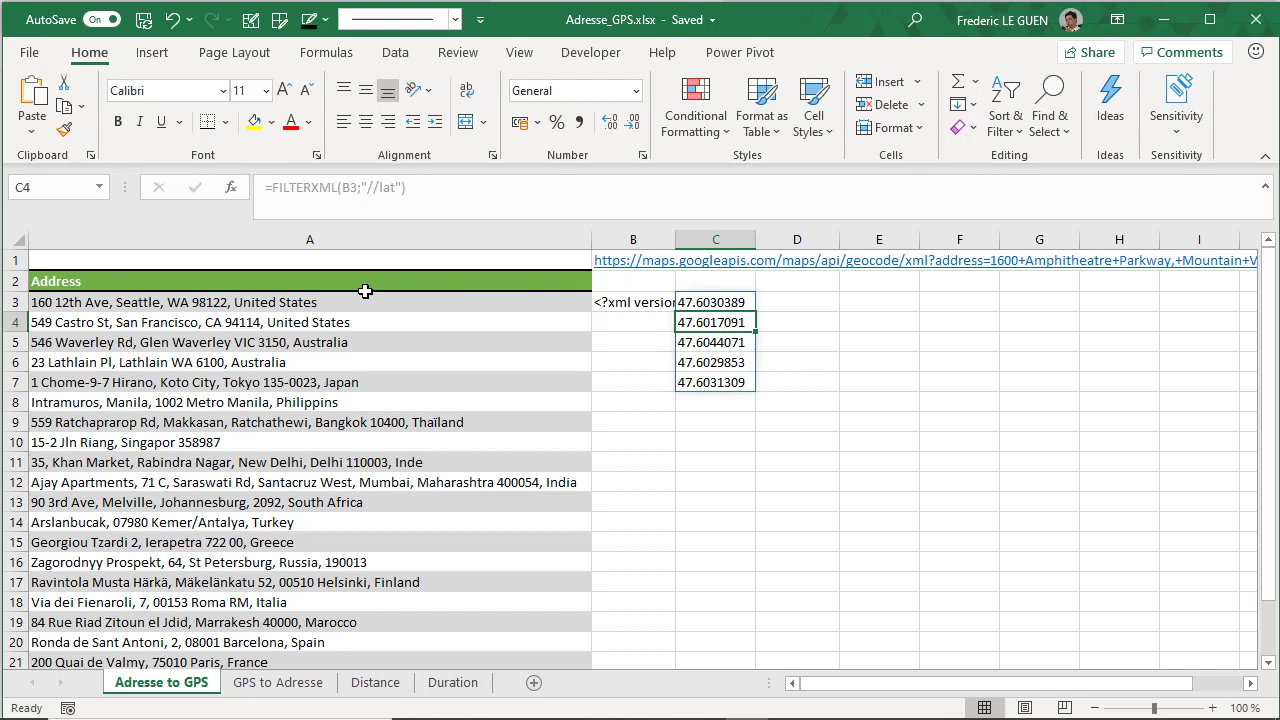 AutoSave On Adresse_GPS.xlsx - Saved Frederic LE GUEN
File Home Insert Page Layout Formulas Data Review View Developer Help Power Pivot Share Comments
Paste Calibri 11 General Conditional Formatting Format as Table Cell Styles Insert Delete Format Sort & Filter Find & Select Ideas Sensitivity
Clipboard Font Alignment Number Styles Cells Editing Ideas Sensitivity
C4 fx =FILTERXML(B3;"//lat")
A B C D E F G H I
1 https://maps.googleapis.com/maps/api/geocode/xml?address=1600+Amphitheatre+Parkway,+Mountain+V
2 Address
3 160 12th Ave, Seattle, WA 98122, United States <?xml version 47.6030389
4 549 Castro St, San Francisco, CA 94114, United States 47.6017091
5 546 Waverley Rd, Glen Waverley VIC 3150, Australia 47.6044071
6 23 Lathlain Pl, Lathlain WA 6100, Australia 47.6029853
7 1 Chome-9-7 Hirano, Koto City, Tokyo 135-0023, Japan 47.6031309
8 Intramuros, Manila, 1002 Metro Manila, Philippins
9 559 Ratchaprarop Rd, Makkasan, Ratchathewi, Bangkok 10400, Thaïland
10 15-2 Jln Riang, Singapor 358987
11 35, Khan Market, Rabindra Nagar, New Delhi, Delhi 110003, Inde
12 Ajay Apartments, 71 C, Saraswati Rd, Santacruz West, Mumbai, Maharashtra 400054, India
13 90 3rd Ave, Melville, Johannesburg, 2092, South Africa
14 Arslanbucak, 07980 Kemer/Antalya, Turkey
15 Georgiou Tzardi 2, Ierapetra 722 00, Greece
16 Zagorodnyy Prospekt, 64, St Petersburg, Russia, 190013
17 Ravintola Musta Härkä, Mäkelänkatu 52, 00510 Helsinki, Finland
18 Via dei Fienaroli, 7, 00153 Roma RM, Italia
19 84 Rue Riad Zitoun el Jdid, Marrakesh 40000, Marocco
20 Ronda de Sant Antoni, 2, 08001 Barcelona, Spain
21 200 Quai de Valmy, 75010 Paris, France
Adresse to GPS GPS to Adresse Distance Duration
Ready 100 %